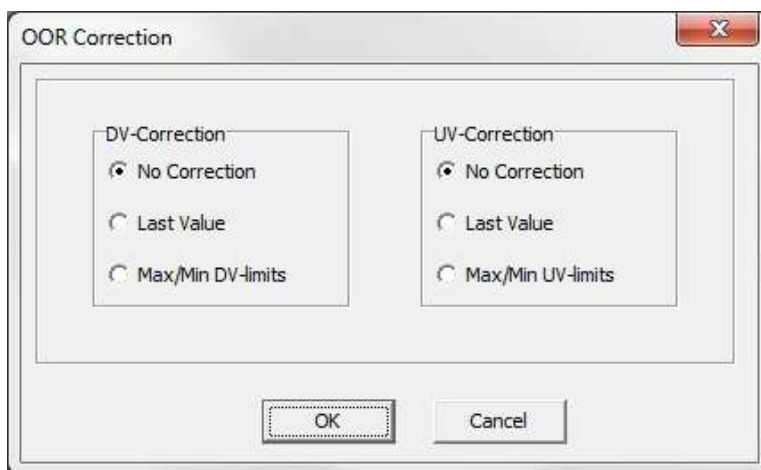 OOR Correction
DV-Correction
No Correction
Last Value
Max/Min DV-limits
UV-Correction
No Correction
Last Value
Max/Min UV-limits
OK
Cancel